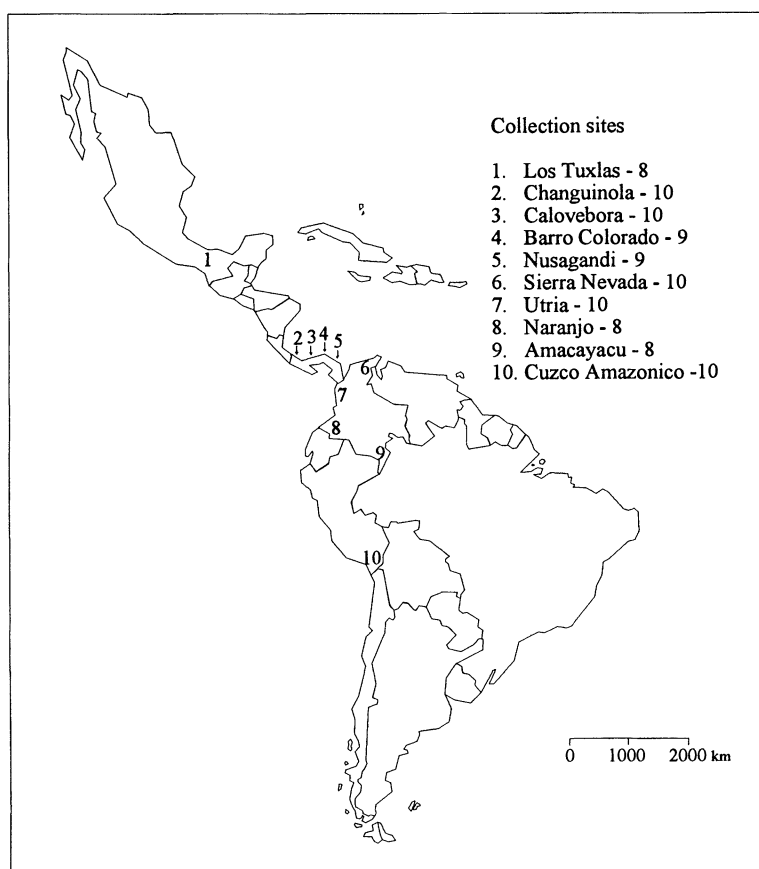 Collection sites
1. Los Tuxlas - 8
2. Changuinola - 10
3. Calovebora - 10
4. Barro Colorado - 9
5. Nusagandi - 9
6. Sierra Nevada - 10
7. Utria - 10
8. Naranjo - 8
9. Amacayacu - 8
10. Cuzco Amazonico -10
1
2 3 4 5
6
7
8
9
10
0 1000 2000 km